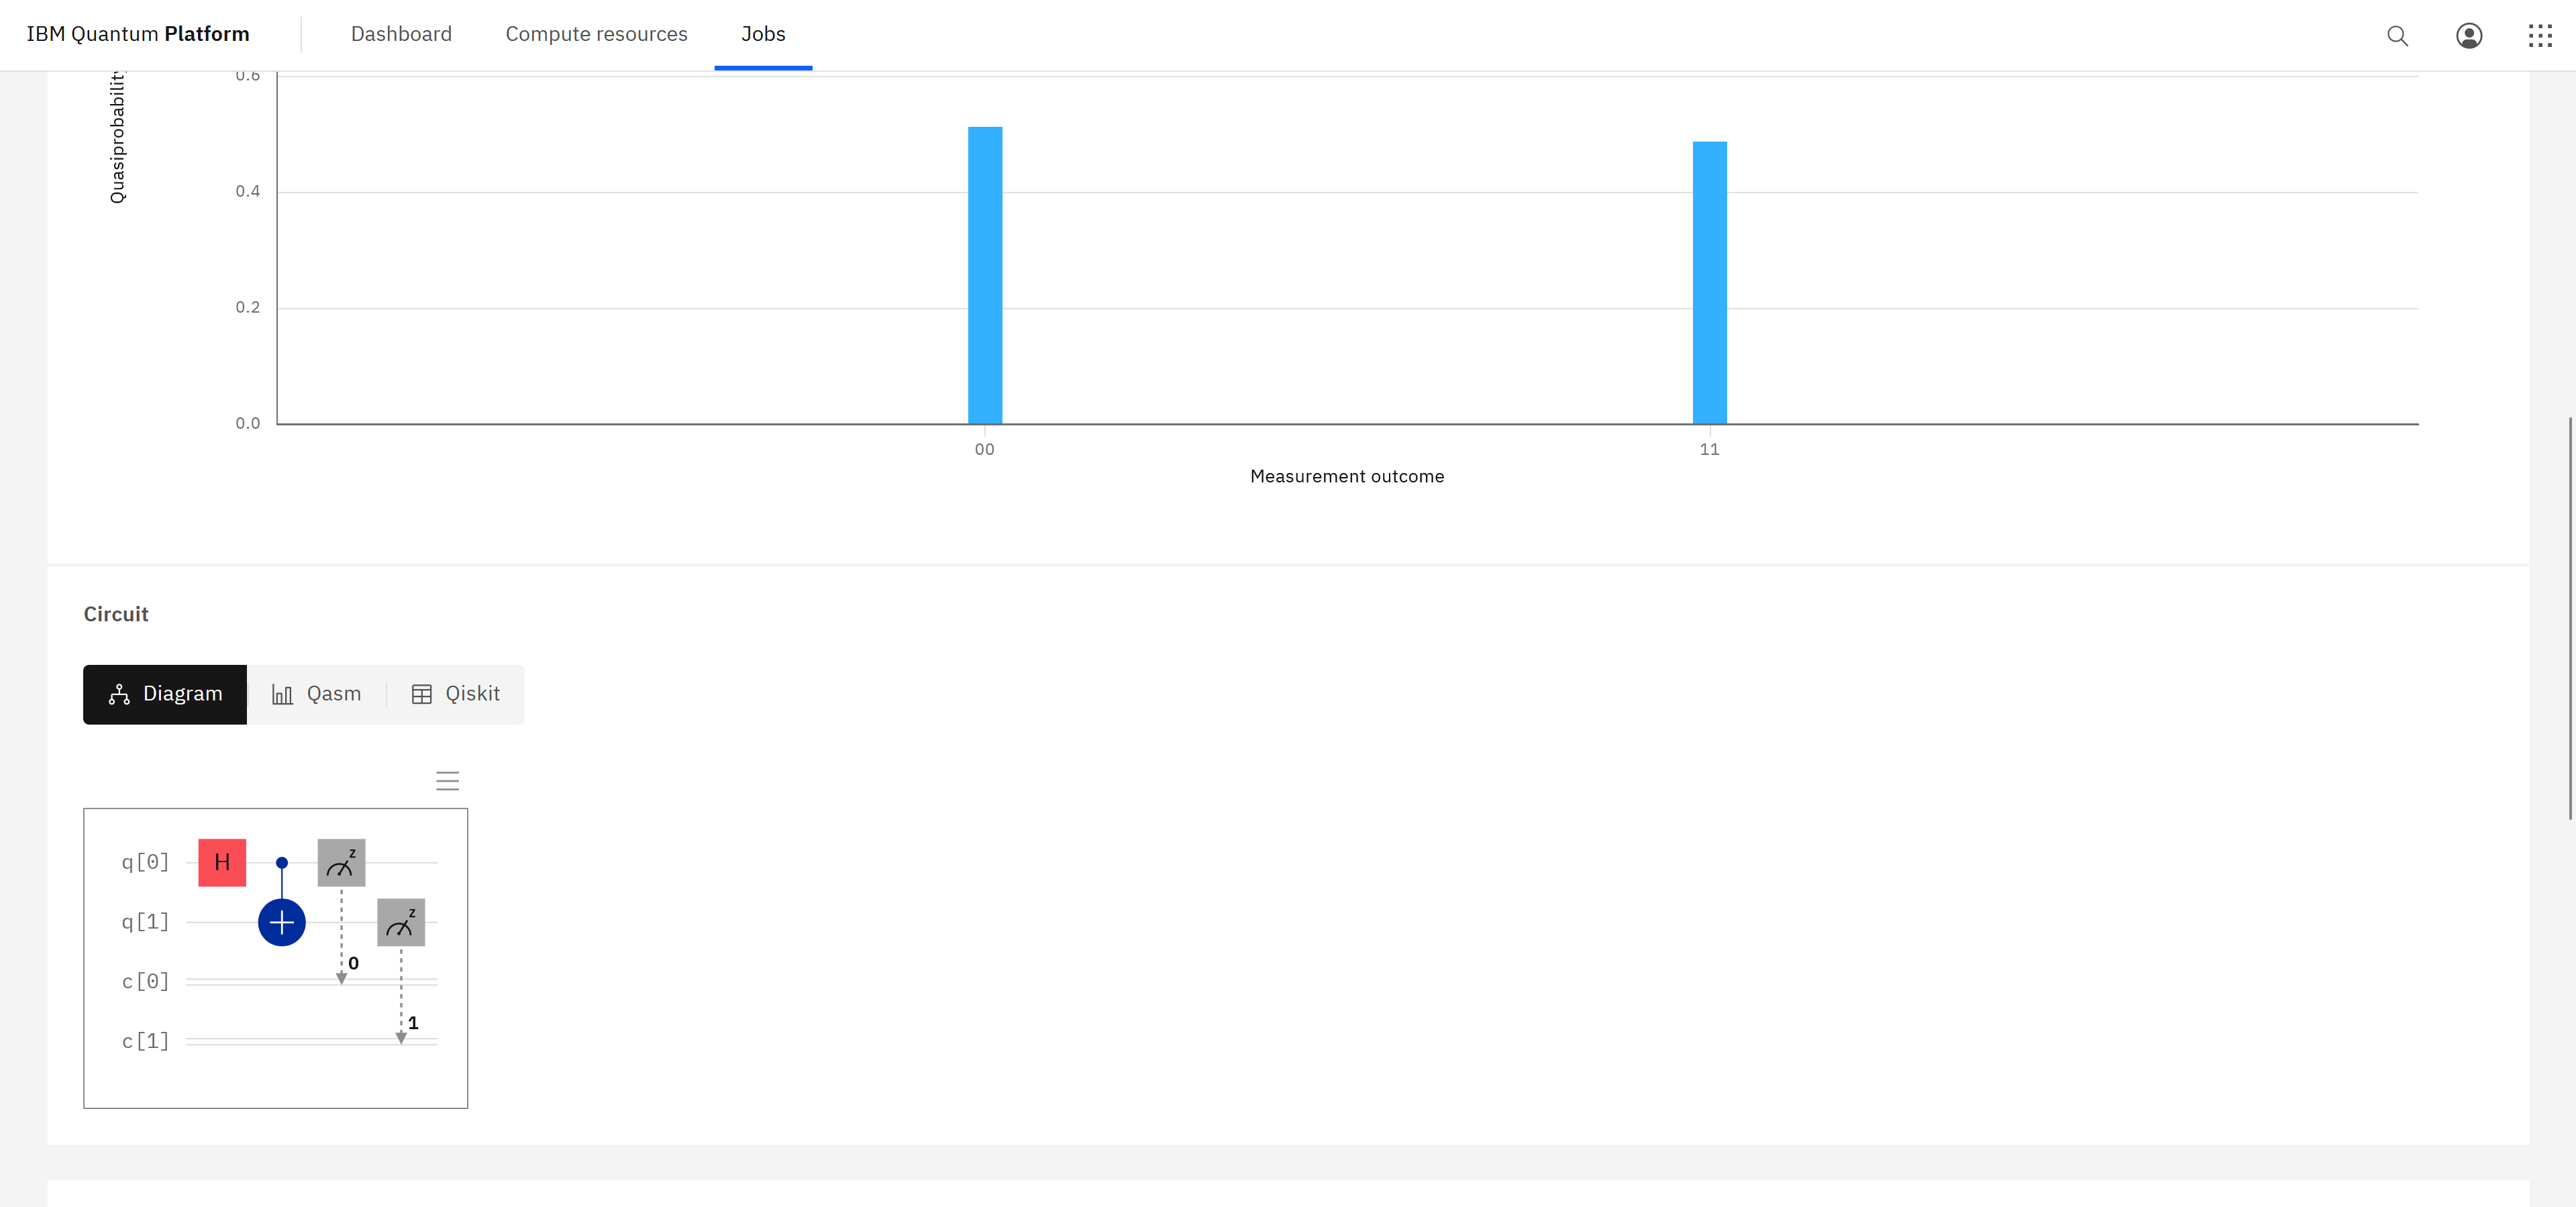 IBM Quantum Platform Dashboard Compute resources Jobs
Quasiprobability
0.6
0.4
0.2
0.0
00 11
Measurement outcome
Circuit
Diagram Qasm Qiskit
q[0] H z
q[1] z
0
c[0]
1
c[1]